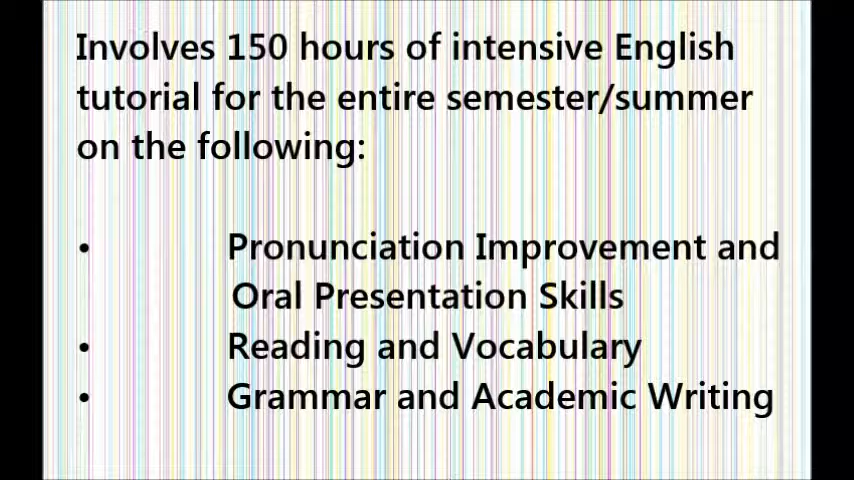 Involves 150 hours of intensive English
tutorial for the entire semester/summer
on the following:
• Pronunciation Improvement and
Oral Presentation Skills
• Reading and Vocabulary
• Grammar and Academic Writing